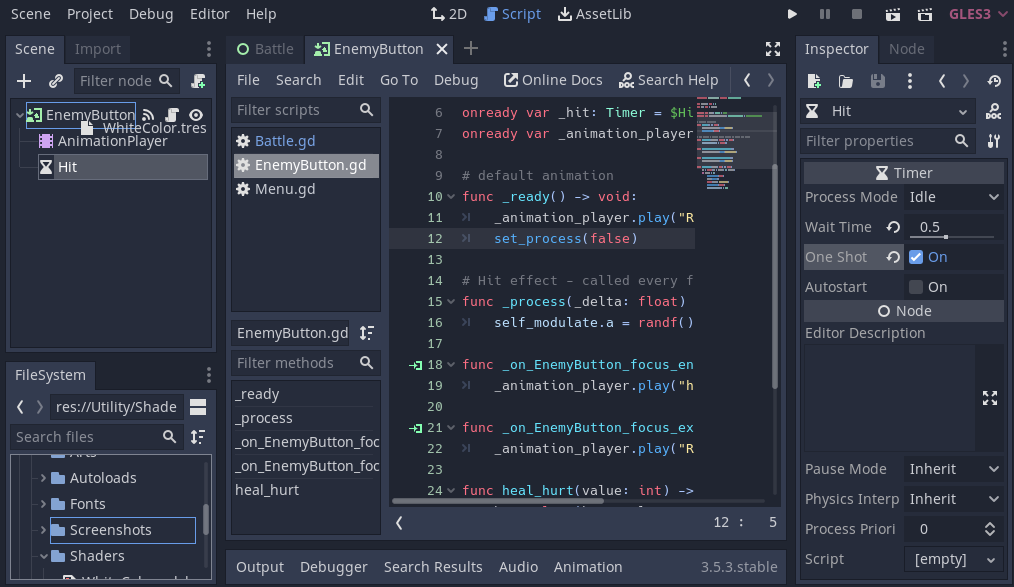 Scene Project Debug Editor Help 2D Script AssetLib GLES3
Scene Import
Filter node
EnemyButton
WhiteColor.tres
AnimationPlayer
Hit
FileSystem
res://Utility/Shade
Search files
Autoloads
Fonts
Screenshots
Shaders
Battle EnemyButton
File Search Edit Go To Debug Online Docs Search Help
Filter scripts
Battle.gd
EnemyButton.gd
Menu.gd
EnemyButton.gd
Filter methods
_ready
_process
_on_EnemyButton_foc
_on_EnemyButton_foc
heal_hurt
6 onready var _hit: Timer = $Hi
7 onready var _animation_player
8
9 # default animation
10 func _ready() -> void:
11 _animation_player.play("R
12 set_process(false)
13
14 # Hit effect - called every f
15 func _process(_delta: float)
16 self_modulate.a = randf()
17
18 func _on_EnemyButton_focus_en
19 _animation_player.play("h
20
21 func _on_EnemyButton_focus_ex
22 _animation_player.play("R
23
24 func heal_hurt(value: int) ->
12 : 5
Output Debugger Search Results Audio Animation 3.5.3.stable
Inspector Node
Hit
Filter properties
Timer
Process Mode Idle
Wait Time 0.5
One Shot On
Autostart On
Node
Editor Description
Pause Mode Inherit
Physics Interp Inherit
Process Priori 0
Script [empty]